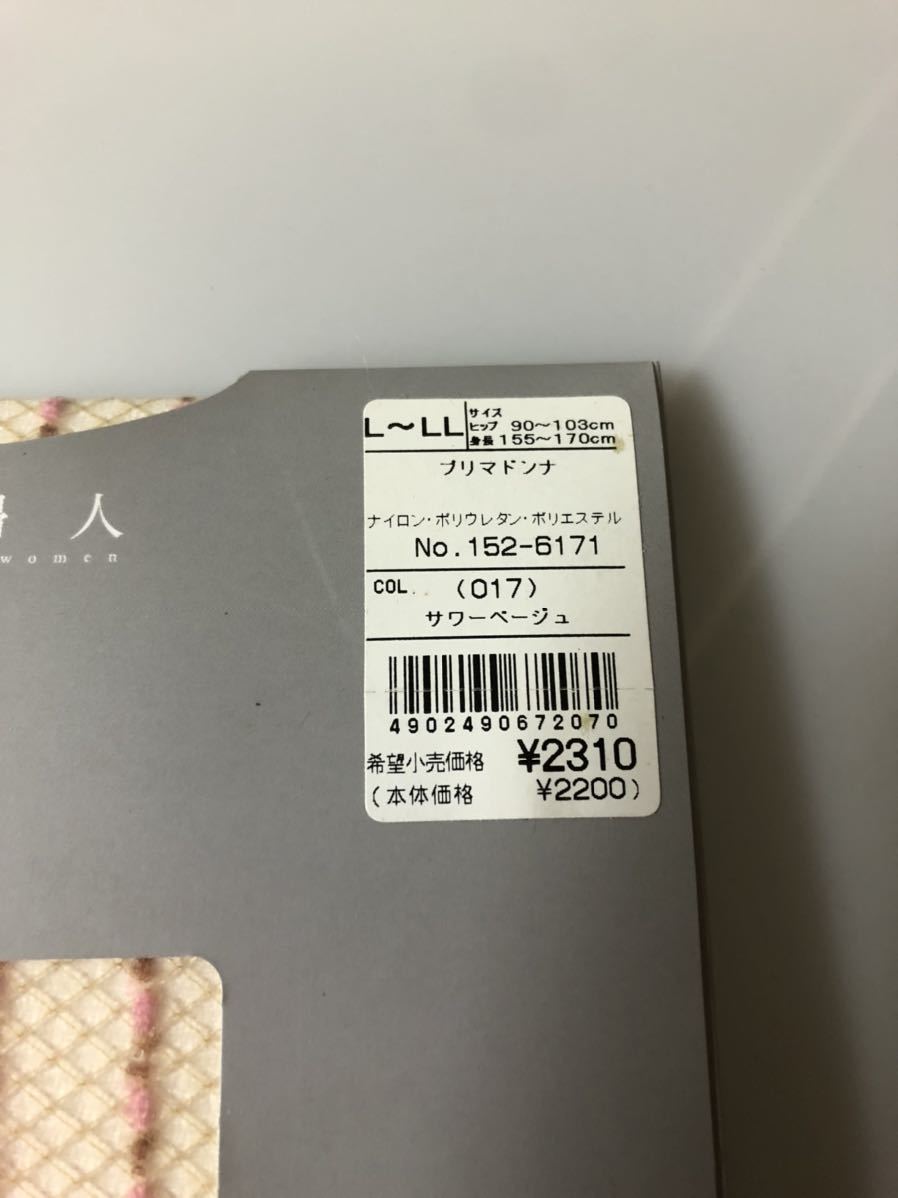 人
women
L～LL
サイズ
ヒップ 90～103cm
身長 155～170cm
プリマドンナ
ナイロン・ポリウレタン・ポリエステル
No.152-6171
COL. (017)
サワーベージュ
4902490672070
希望小売価格 ¥2310
(本体価格 ¥2200)